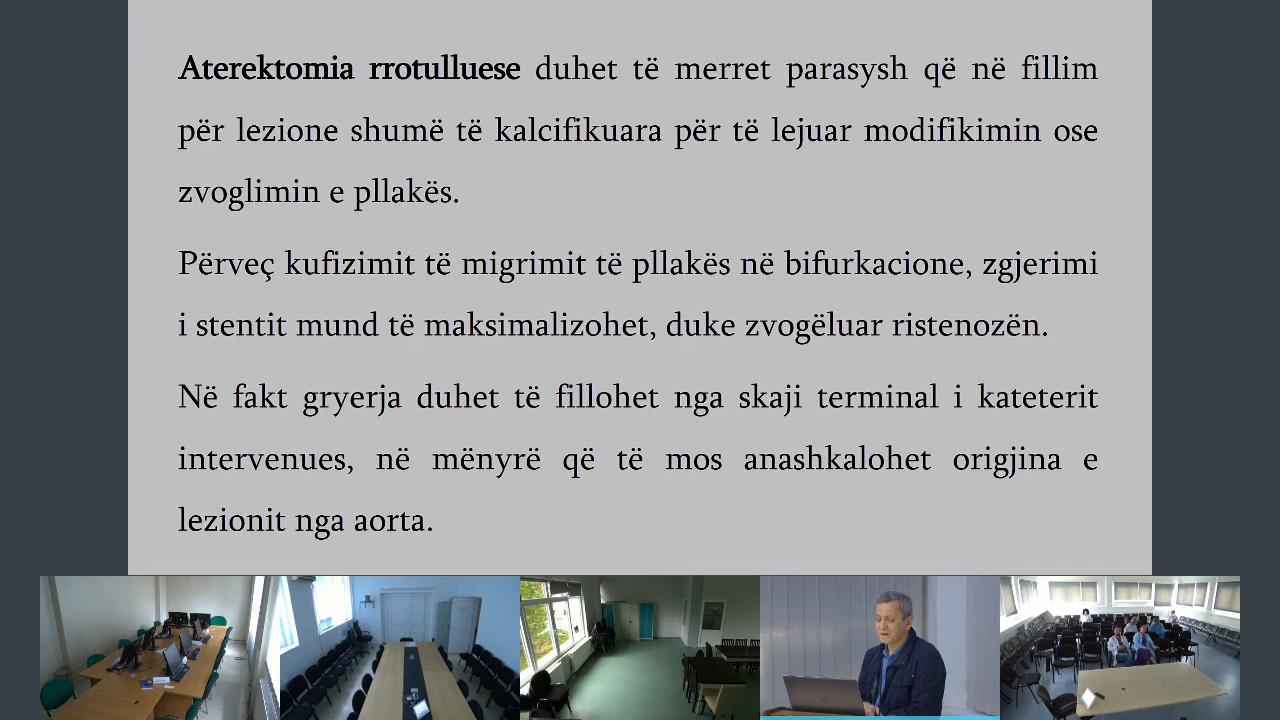 Aterektomia rrotulluese duhet të merret parasysh që në fillim
për lezione shumë të kalcifikuara për të lejuar modifikimin ose
zvoglimin e pllakës.
Përveç kufizimit të migrimit të pllakës në bifurkacione, zgjerimi
i stentit mund të maksimalizohet, duke zvogëluar ristenozën.
Në fakt gryerja duhet të fillohet nga skaji terminal i kateterit
intervenues, në mënyrë që të mos anashkalohet origjina e
lezionit nga aorta.